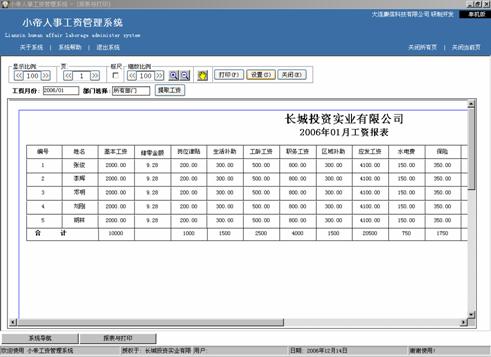 小帝人事工资管理系统 - [报表与打印]
大连廉信科技有限公司 研制开发 单机版
小帝人事工资管理系统
Lianxin human affair laborage administer system
关于系统 | 系统帮助 | 退出系统 关闭所有页 | 关闭当前页
显示比例 页: 标尺 缩放比例
<< 100 >> << 1 >> << 100 >> 打印(P) 设置(S) 关闭(E)
工资月份: 2006/01 部门选择: 所有部门 提取工资
长城投资实业有限公司
2006年01月工资报表
编号 姓名 基本工资 储零金额 岗位津贴 生活补助 工龄工资 职务工资 区域补助 应发工资 水电费 保险
1 张俊 2000.00 9.28 200.00 300.00 500.00 800.00 300.00 4100.00 150.00 350.00
2 李辉 2000.00 9.28 200.00 300.00 500.00 800.00 300.00 4100.00 150.00 350.00
3 邓明 2000.00 9.28 200.00 300.00 500.00 800.00 300.00 4100.00 150.00 350.00
4 刘刚 2000.00 9.28 200.00 300.00 500.00 800.00 300.00 4100.00 150.00 350.00
5 胡林 2000.00 9.28 200.00 300.00 500.00 800.00 300.00 4100.00 150.00 350.00
合 计 10000 1000 1500 2500 4000 1500 20500 750 1750
系统导航 报表与打印
欢迎使用 小帝工资管理系统 授权于: 长城投资实业有限 用户: 日期: 2006年12月14日 谢谢使用!